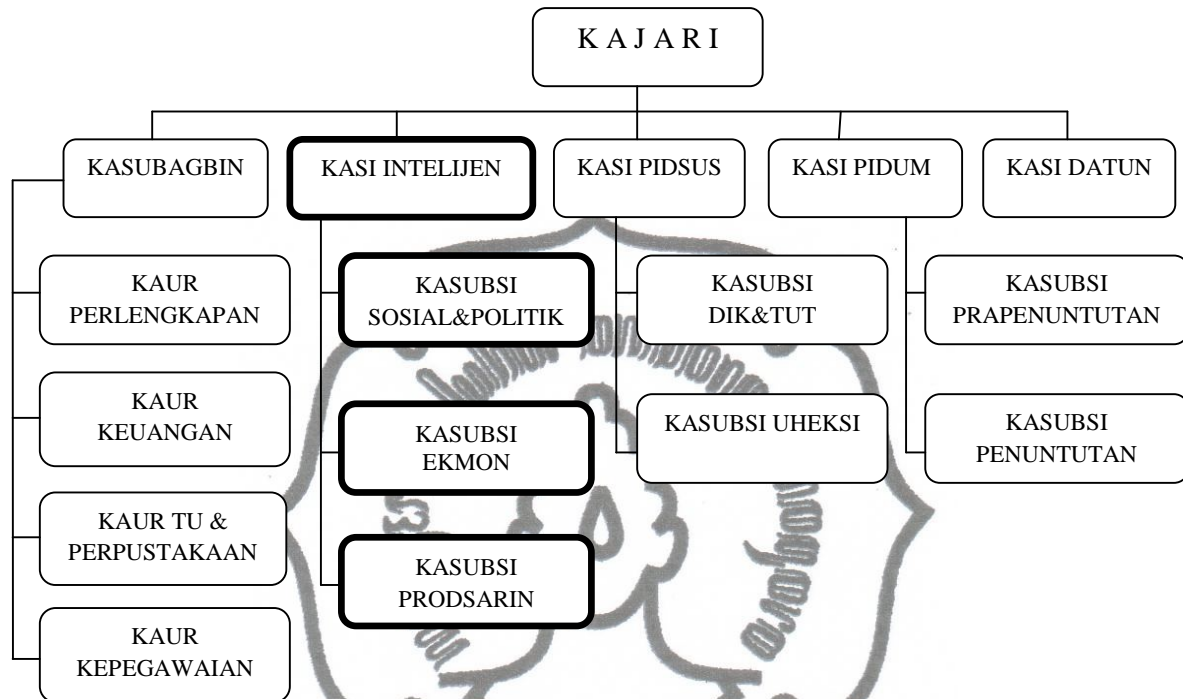 K A J A R I
KASUBAGBIN
KASI INTELIJEN
KASI PIDSUS
KASI PIDUM
KASI DATUN
KAUR
PERLENGKAPAN
KASUBSI
SOSIAL&POLITIK
KASUBSI
DIK&TUT
KASUBSI
PRAPENUNTUTAN
KAUR
KEUANGAN
KASUBSI
EKMON
KASUBSI UHEKSI
KASUBSI
PENUNTUTAN
KAUR TU &
PERPUSTAKAAN
KASUBSI
PRODSARIN
KAUR
KEPEGAWAIAN